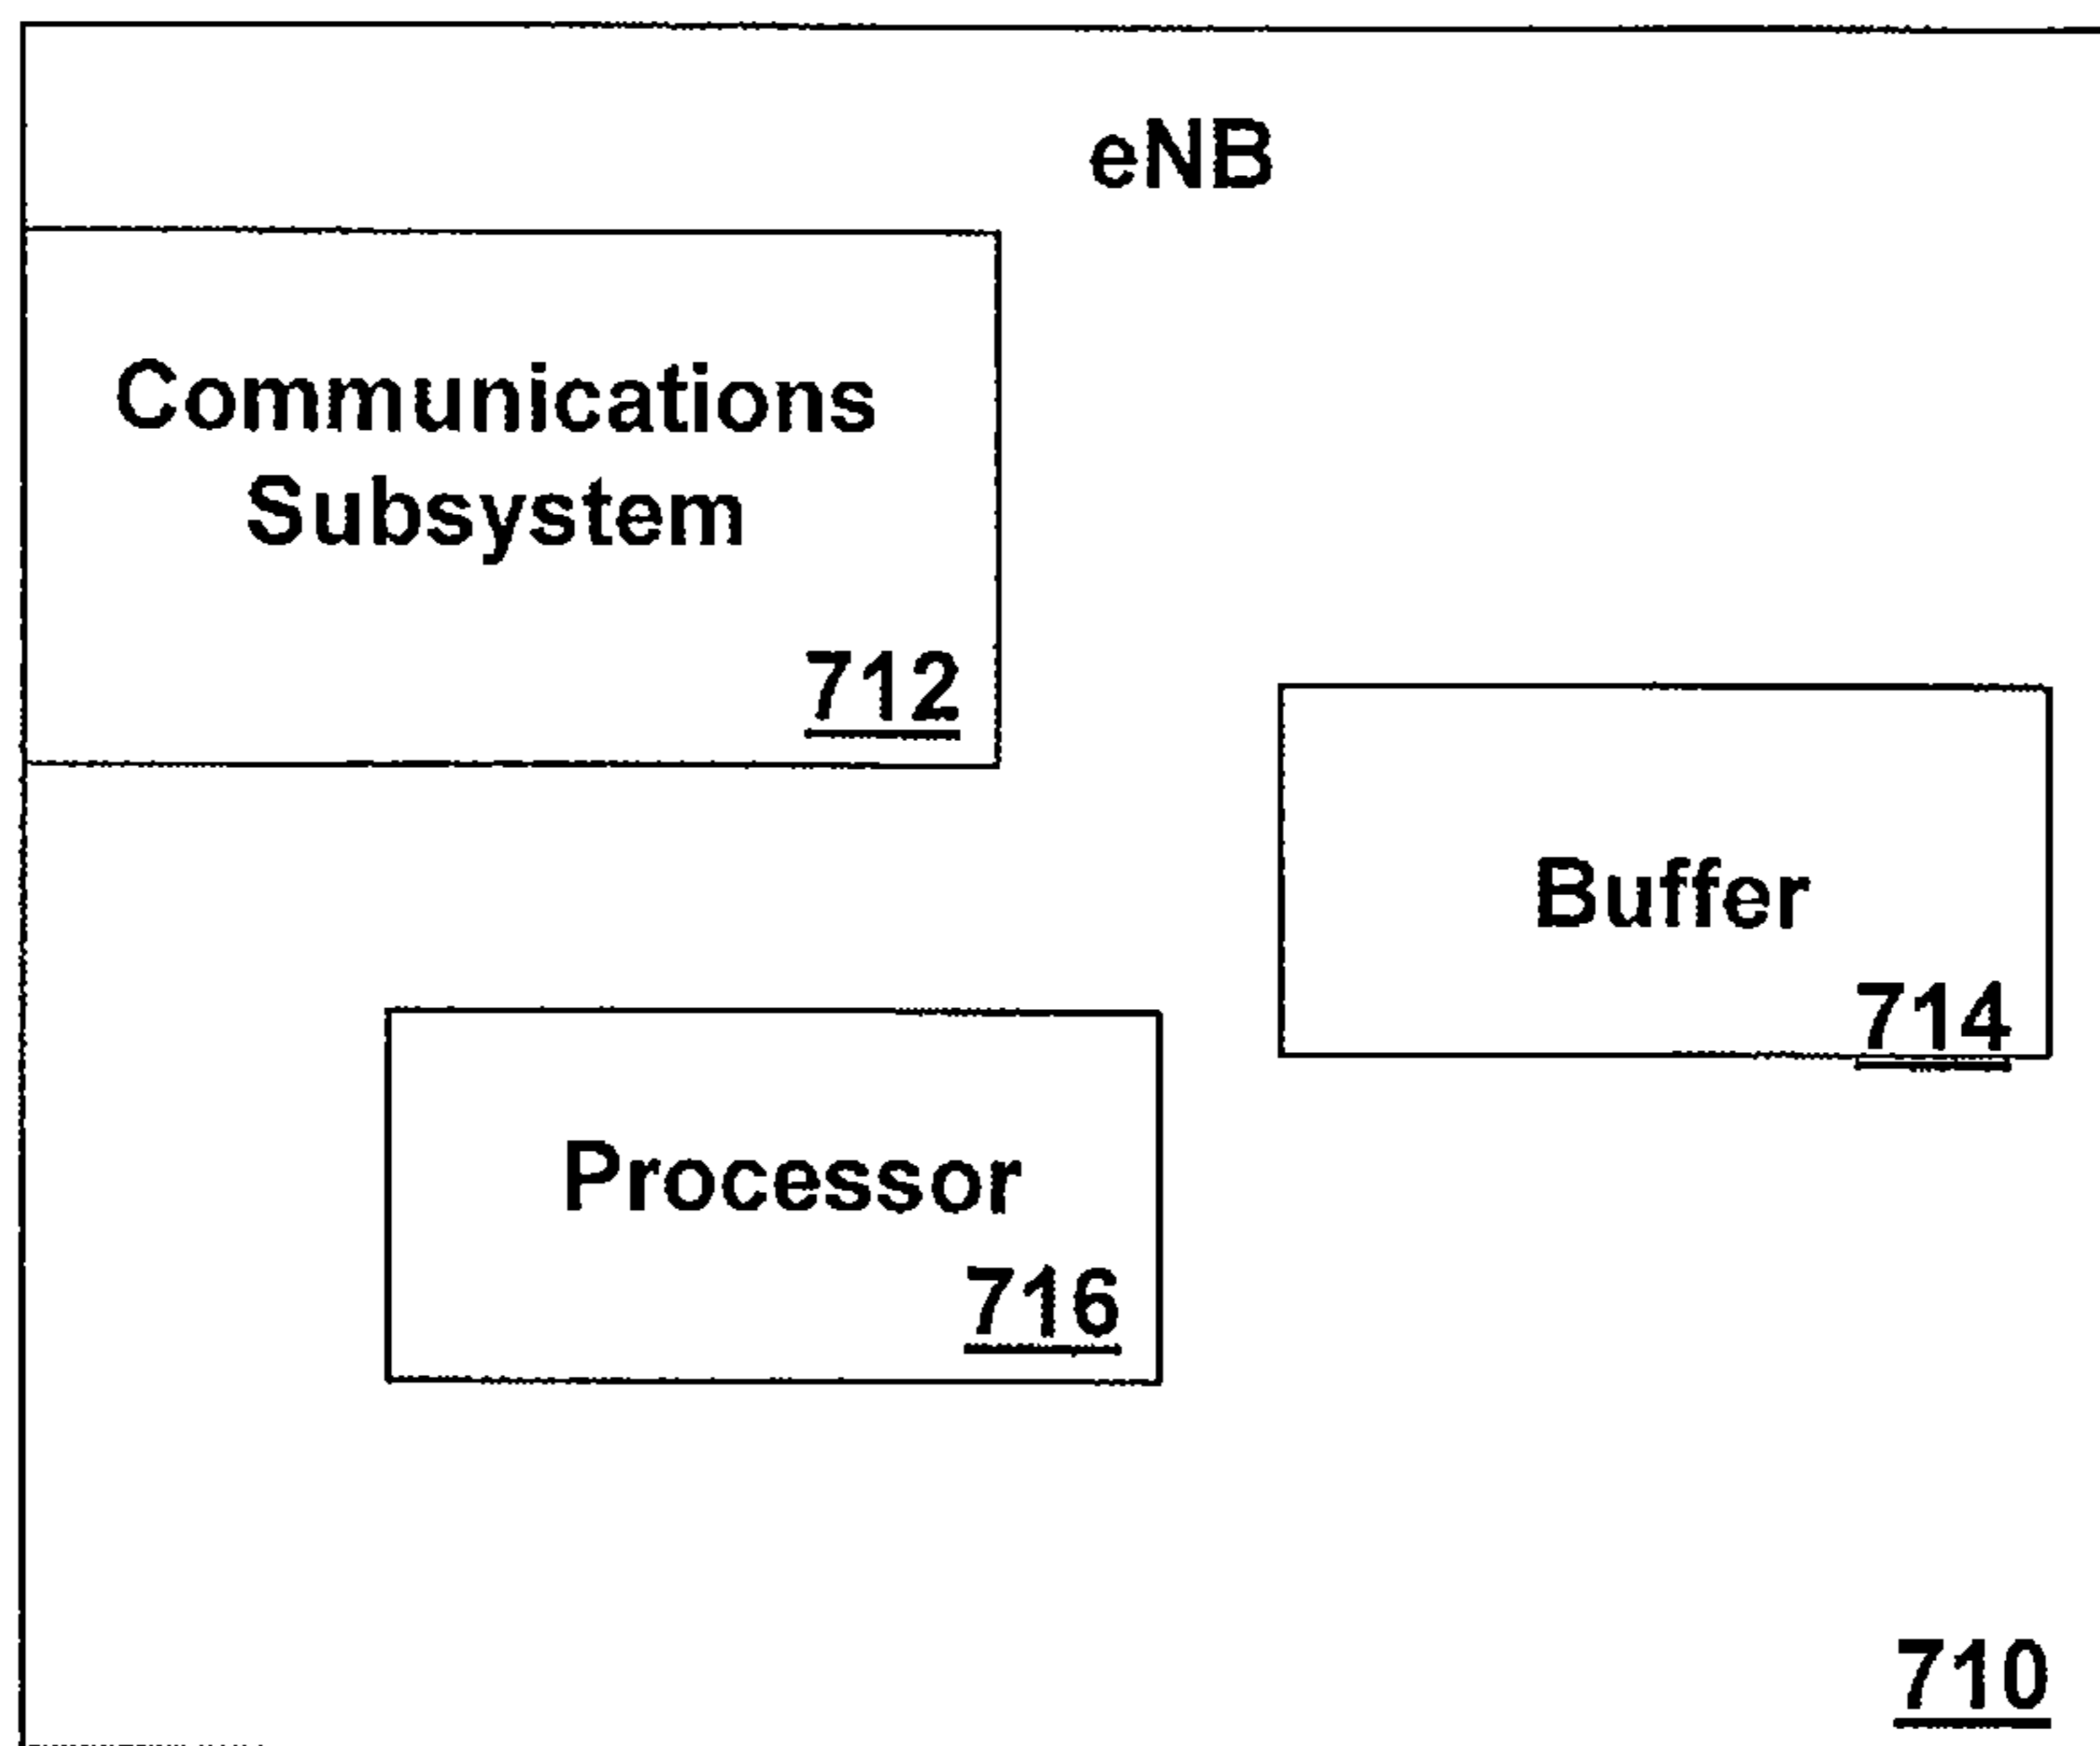 eNB
Communications
Subsystem
712
Buffer
714
Processor
716
710